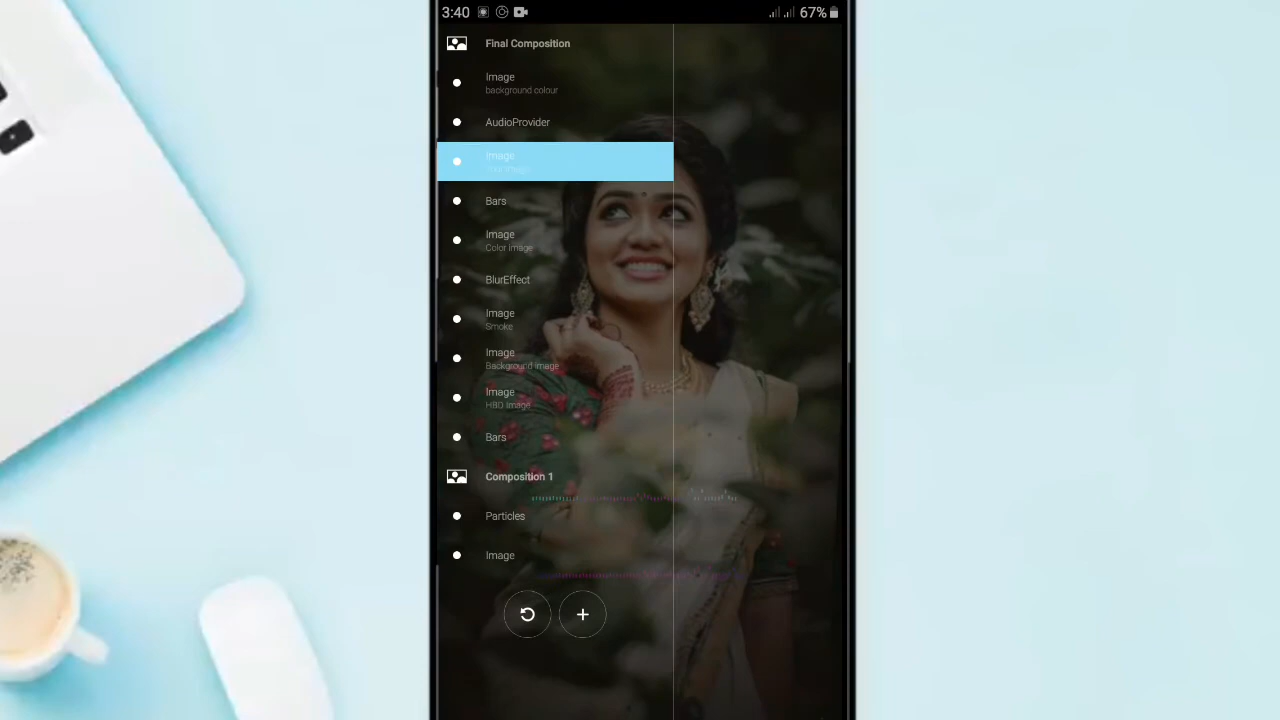 3:40
67%
Final Composition
Image
background colour
AudioProvider
Image
Bars
Image
Color image
BlurEffect
Image
Smoke
Image
Background image
Image
HBD Image
Bars
Composition 1
Particles
Image